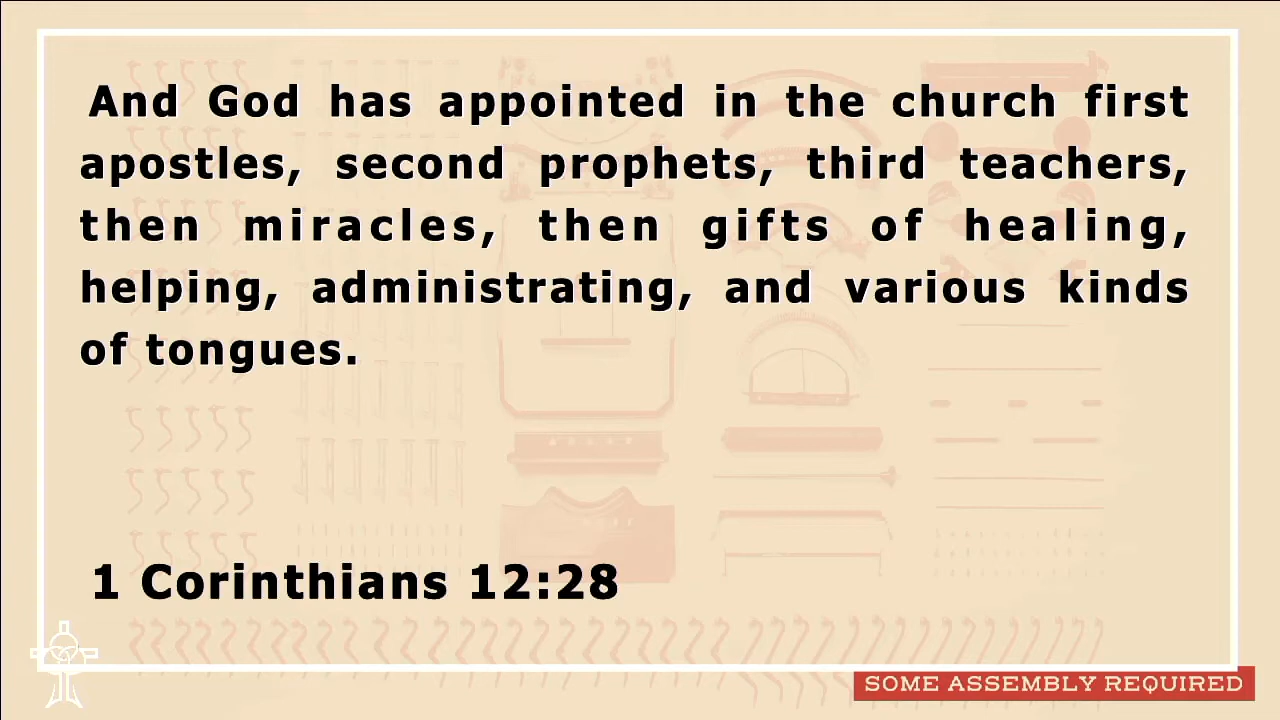 And God has appointed in the church first
apostles, second prophets, third teachers,
then miracles, then gifts of healing,
helping, administrating, and various kinds
of tongues.
1 Corinthians 12:28
SOME ASSEMBLY REQUIRED